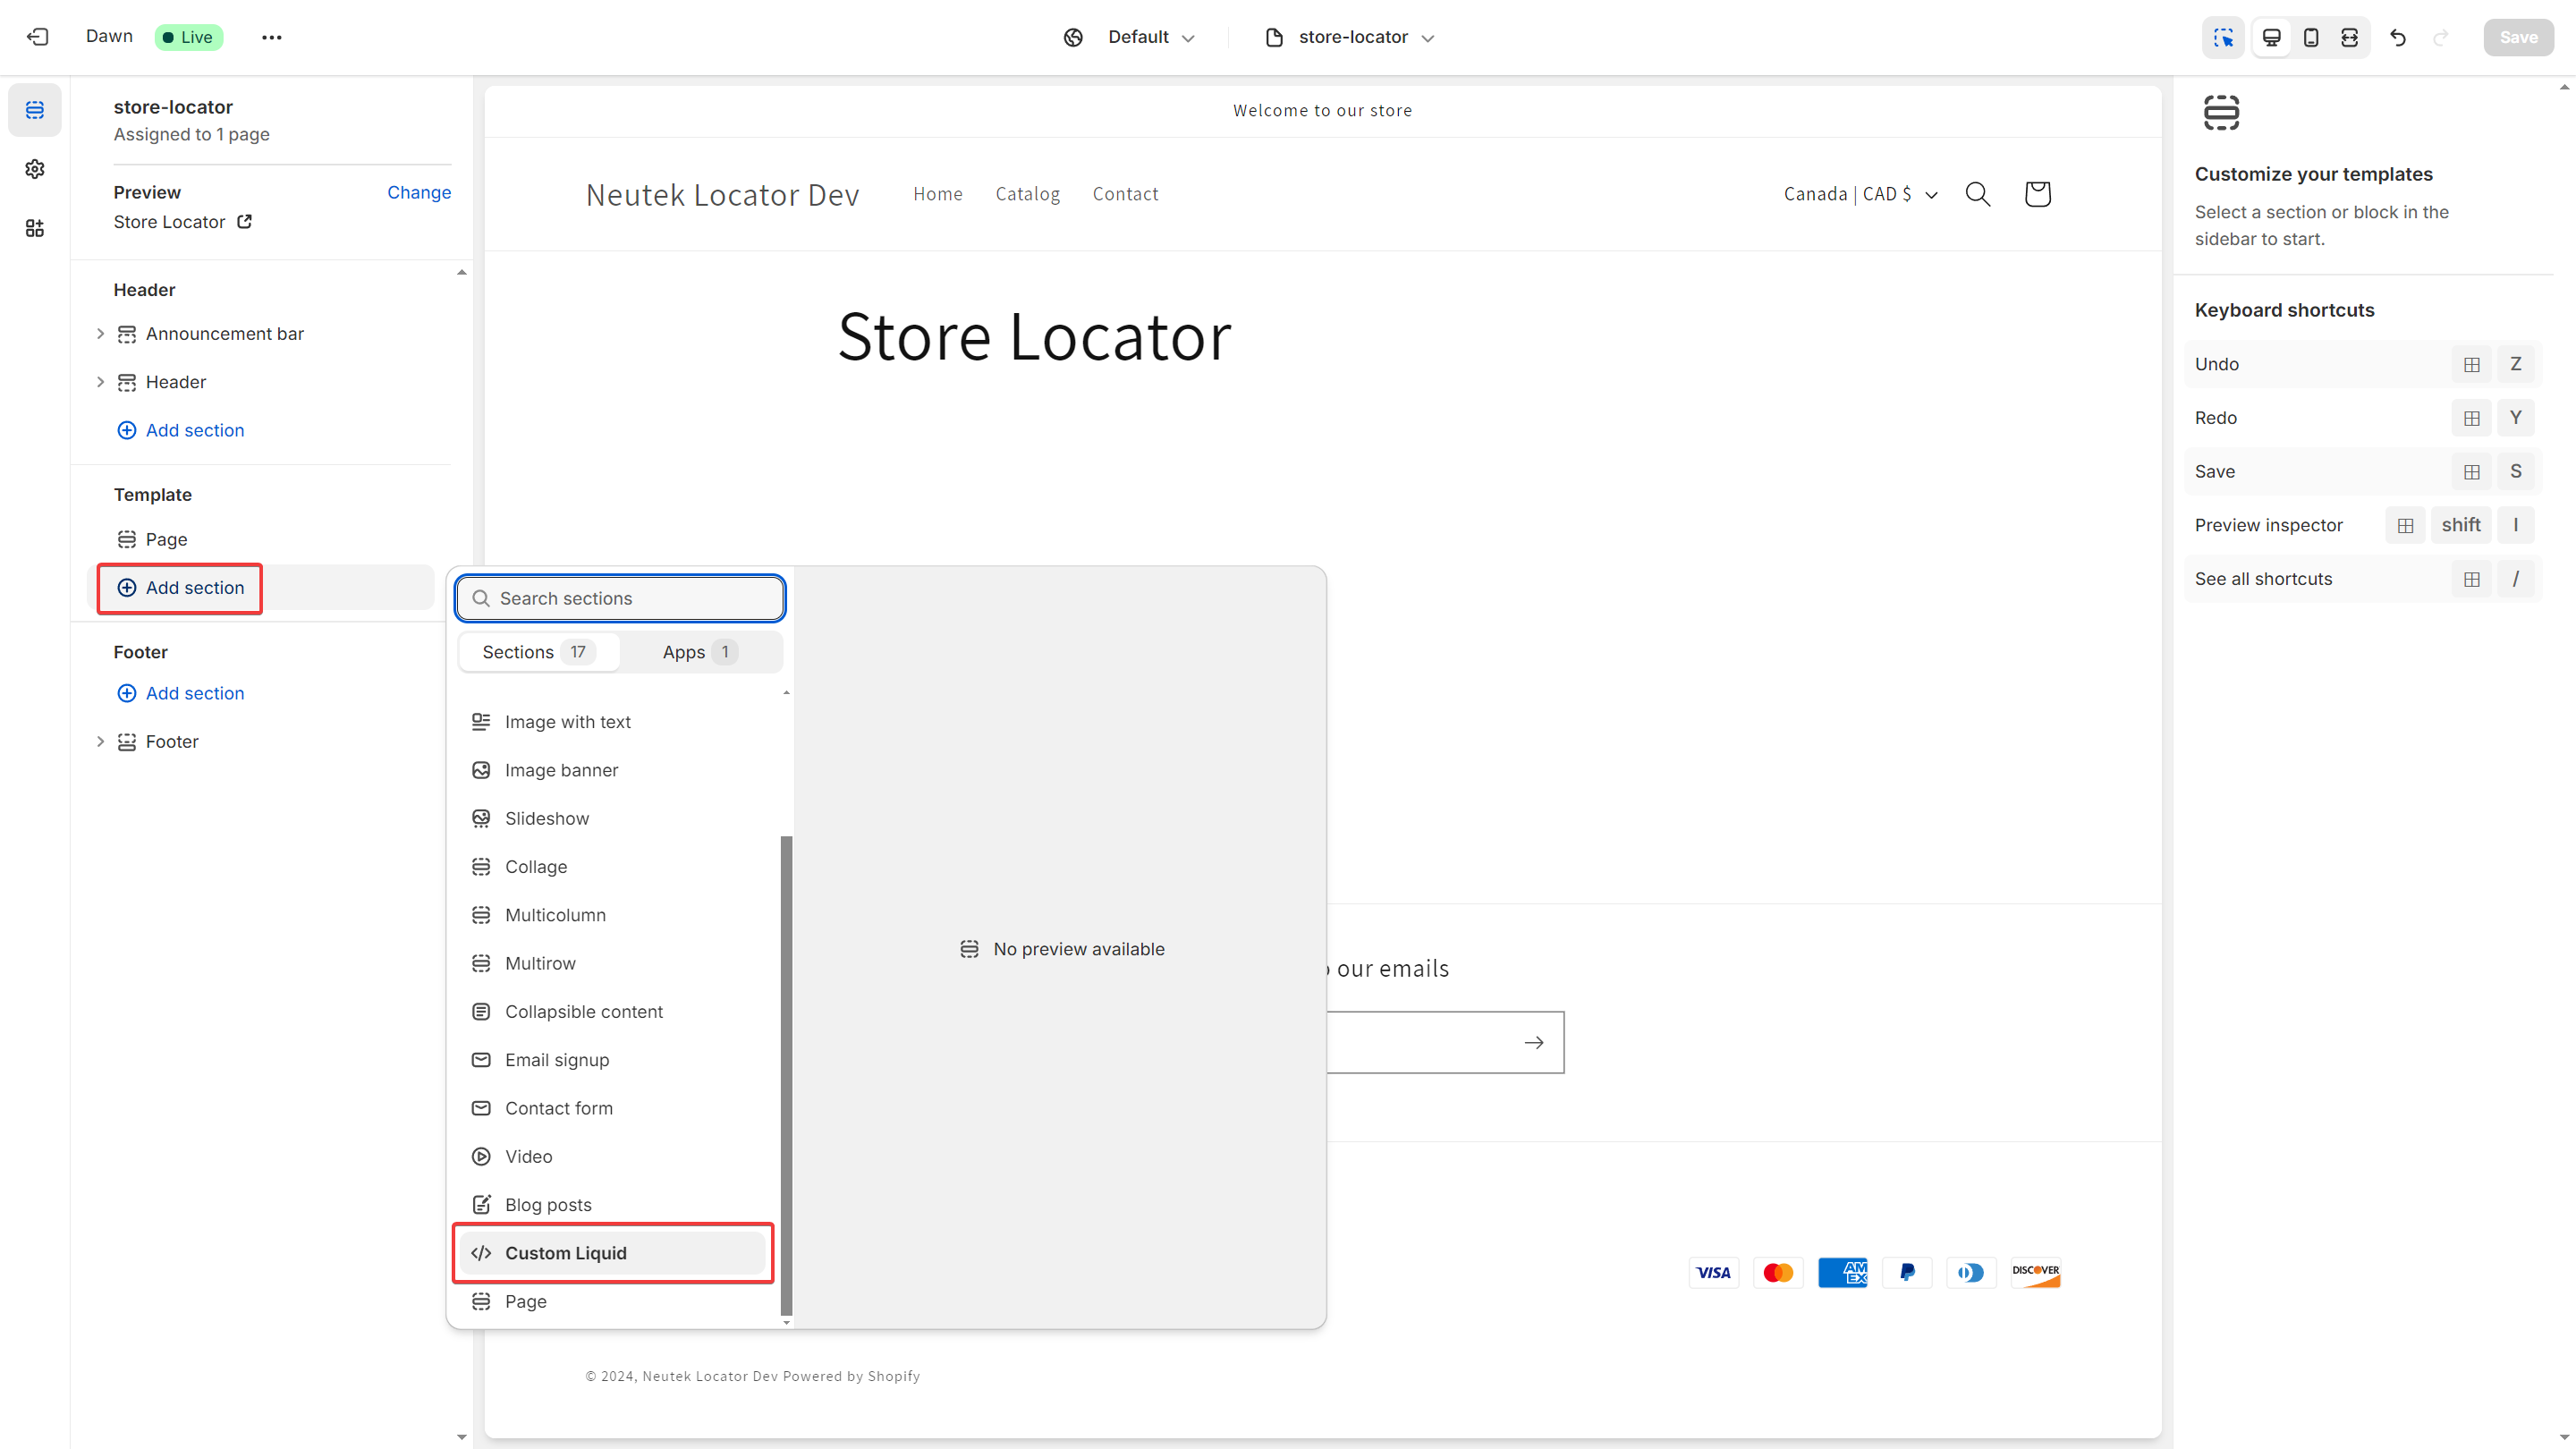 Dawn Live Default store-locator Save
store-locator
Assigned to 1 page
Preview Change
Store Locator
Header
Announcement bar
Header
Add section
Template
Page
Add section
Footer
Add section
Footer
Search sections
Sections 17 Apps 1
Image with text
Image banner
Slideshow
Collage
Multicolumn
Multirow
Collapsible content
Email signup
Contact form
Video
Blog posts
Custom Liquid
Page
No preview available
Welcome to our store
Neutek Locator Dev Home Catalog Contact Canada | CAD $
Store Locator
our emails
VISA AMEX DISCOVER
© 2024, Neutek Locator Dev Powered by Shopify
Customize your templates
Select a section or block in the
sidebar to start.
Keyboard shortcuts
Undo Z
Redo Y
Save S
Preview inspector shift I
See all shortcuts /